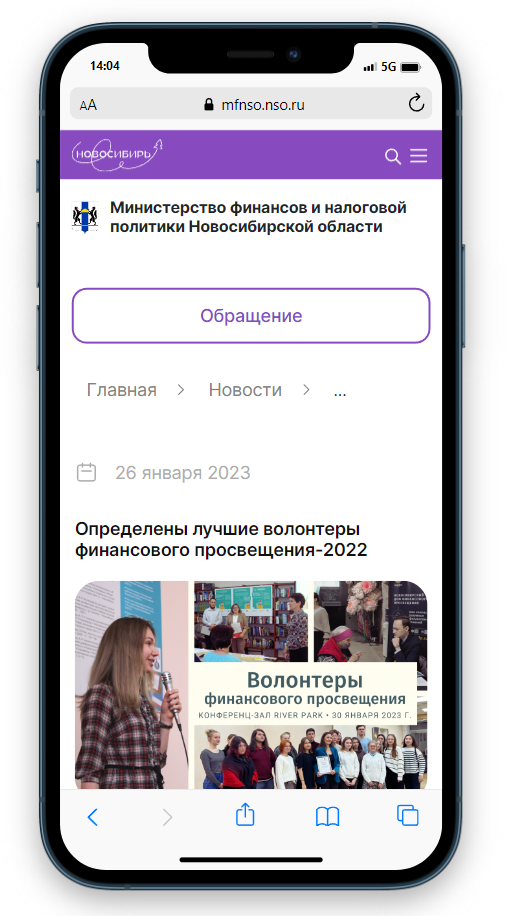 14:04
5G
AA
mfnso.nso.ru
НОВОСИБИРЬ
Министерство финансов и налоговой
политики Новосибирской области
Обращение
Главная > Новости > ...
26 января 2023
Определены лучшие волонтеры
финансового просвещения-2022
Волонтеры
финансового просвещения
КОНФЕРЕНЦ-ЗАЛ RIVER PARK • 30 ЯНВАРЯ 2023 Г.